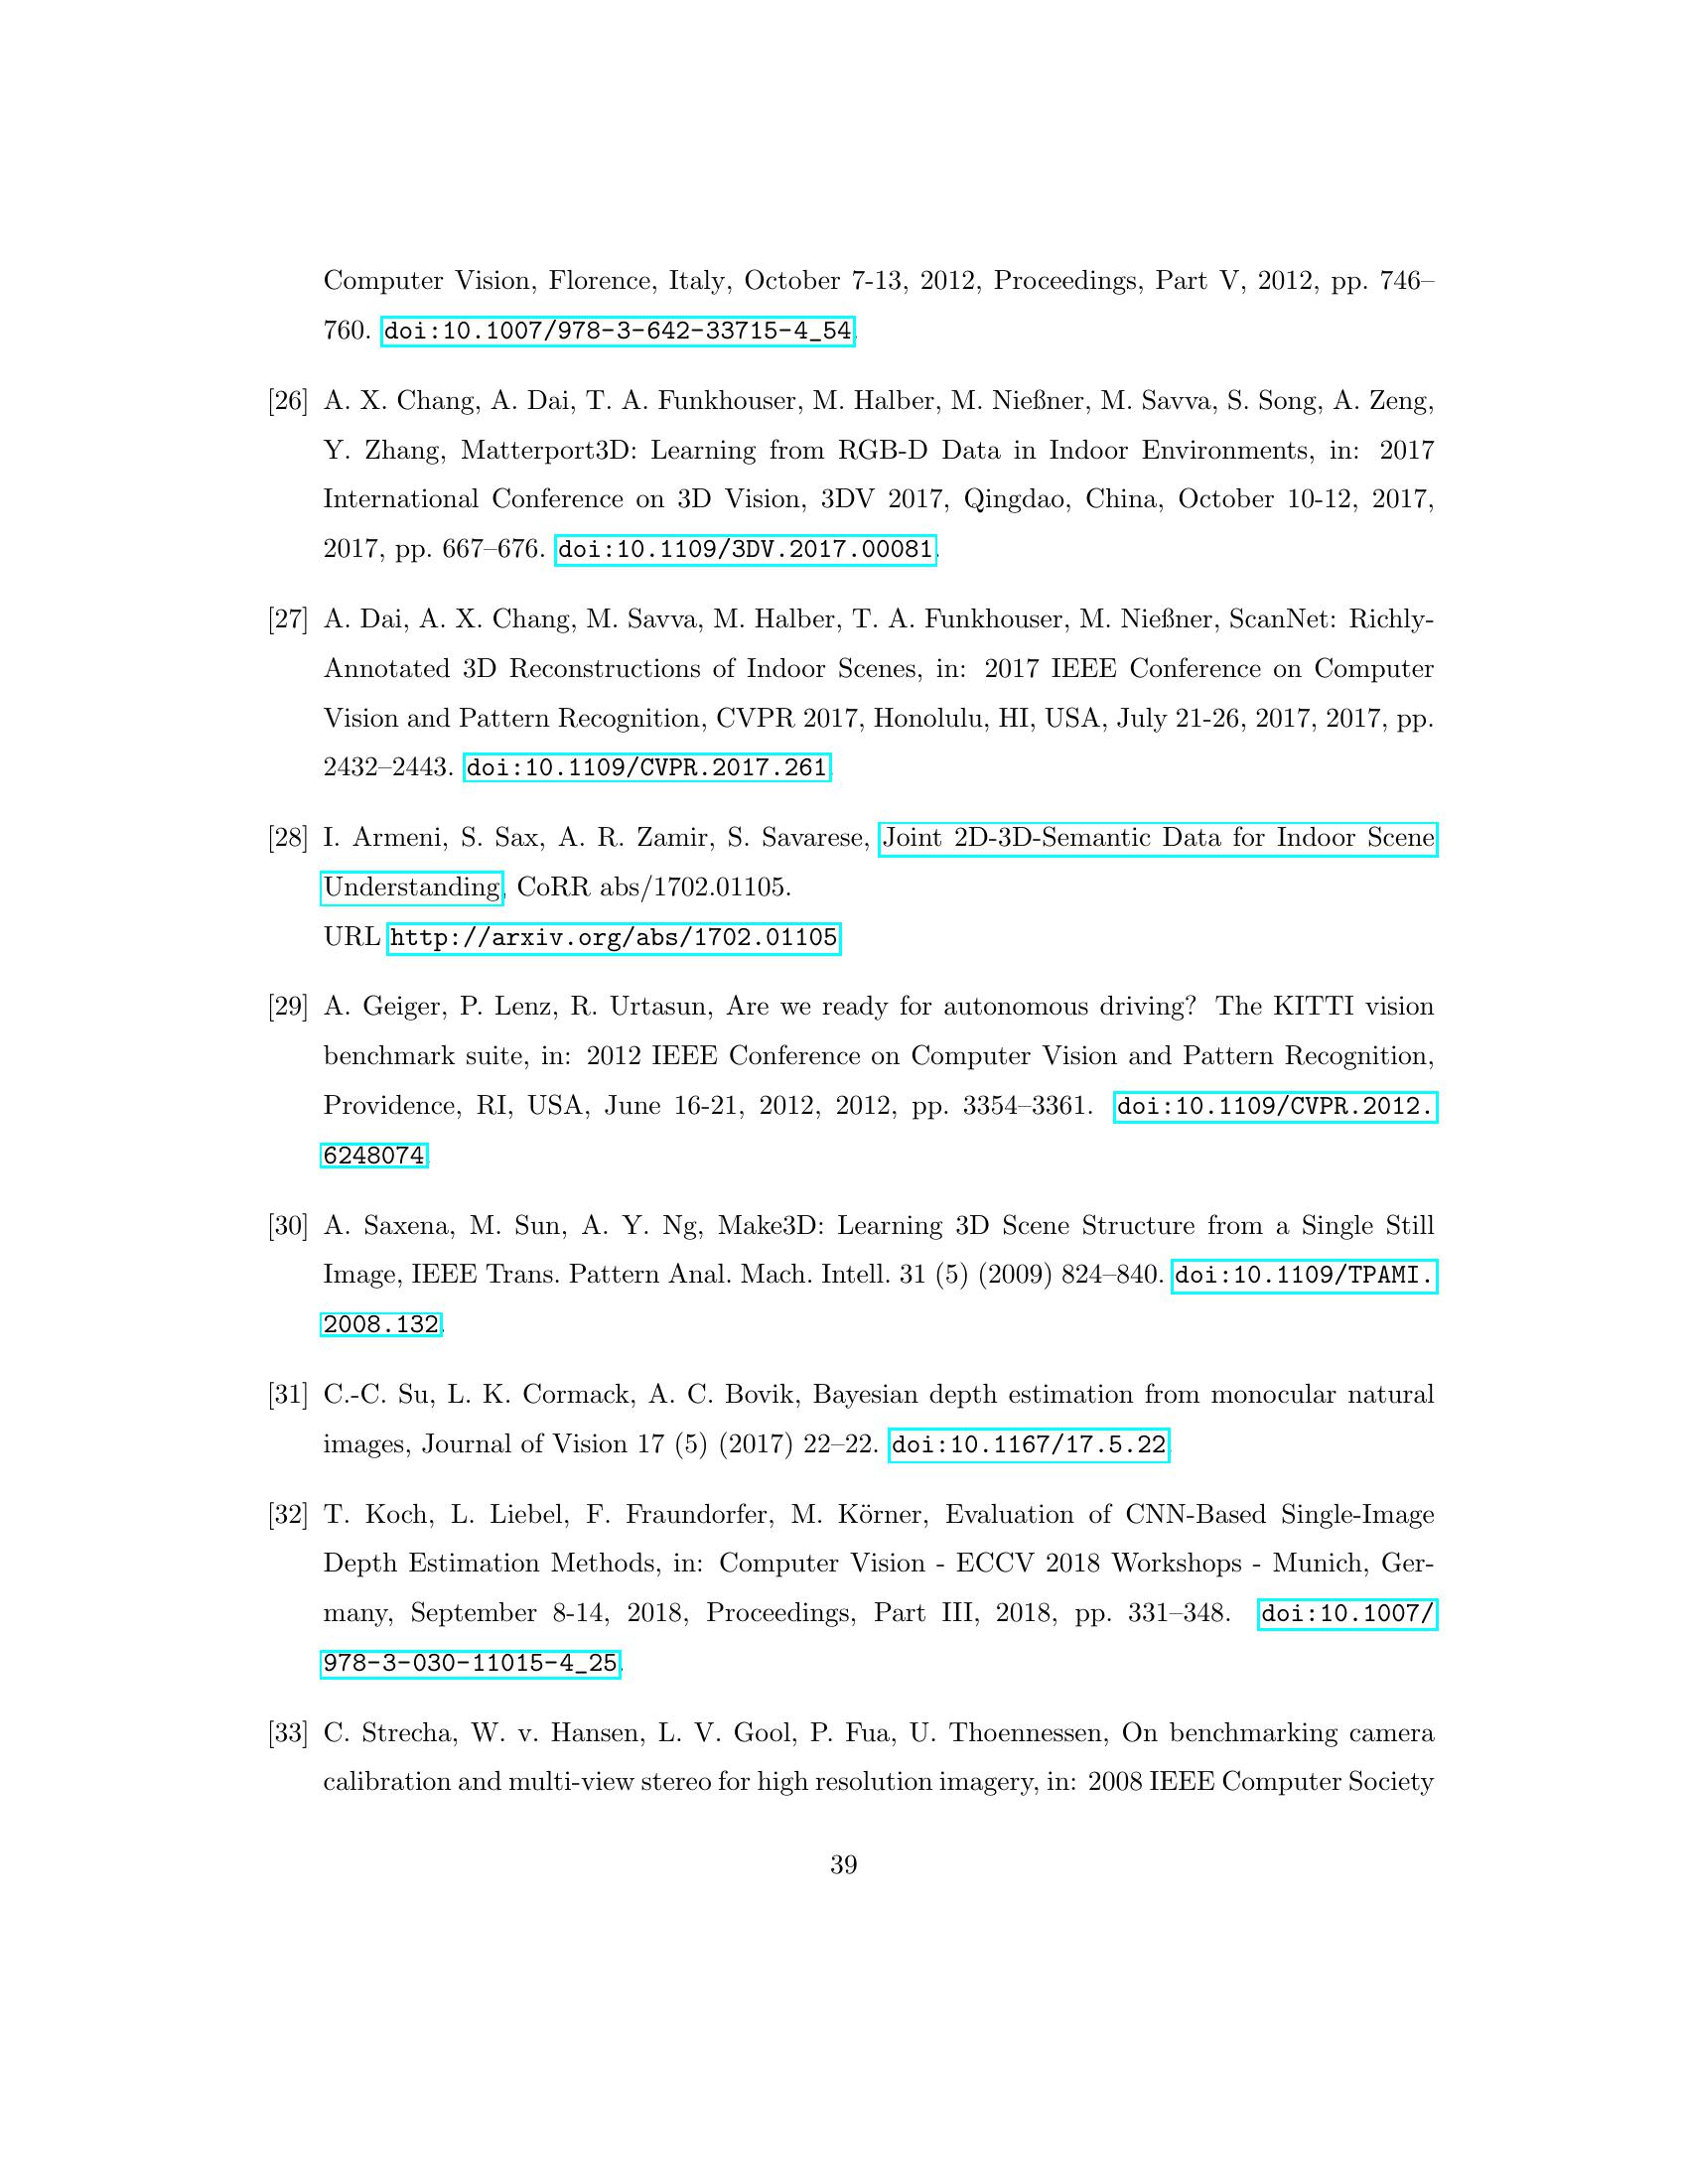 Computer Vision, Florence, Italy, October 7-13, 2012, Proceedings, Part V, 2012, pp. 746–
760. doi:10.1007/978-3-642-33715-4_54.
[26] A. X. Chang, A. Dai, T. A. Funkhouser, M. Halber, M. Nießner, M. Savva, S. Song, A. Zeng,
Y. Zhang, Matterport3D: Learning from RGB-D Data in Indoor Environments, in: 2017
International Conference on 3D Vision, 3DV 2017, Qingdao, China, October 10-12, 2017,
2017, pp. 667–676. doi:10.1109/3DV.2017.00081.
[27] A. Dai, A. X. Chang, M. Savva, M. Halber, T. A. Funkhouser, M. Nießner, ScanNet: Richly-
Annotated 3D Reconstructions of Indoor Scenes, in: 2017 IEEE Conference on Computer
Vision and Pattern Recognition, CVPR 2017, Honolulu, HI, USA, July 21-26, 2017, 2017, pp.
2432–2443. doi:10.1109/CVPR.2017.261.
[28] I. Armeni, S. Sax, A. R. Zamir, S. Savarese, Joint 2D-3D-Semantic Data for Indoor Scene
Understanding, CoRR abs/1702.01105.
URL http://arxiv.org/abs/1702.01105
[29] A. Geiger, P. Lenz, R. Urtasun, Are we ready for autonomous driving? The KITTI vision
benchmark suite, in: 2012 IEEE Conference on Computer Vision and Pattern Recognition,
Providence, RI, USA, June 16-21, 2012, 2012, pp. 3354–3361. doi:10.1109/CVPR.2012.
6248074.
[30] A. Saxena, M. Sun, A. Y. Ng, Make3D: Learning 3D Scene Structure from a Single Still
Image, IEEE Trans. Pattern Anal. Mach. Intell. 31 (5) (2009) 824–840. doi:10.1109/TPAMI.
2008.132.
[31] C.-C. Su, L. K. Cormack, A. C. Bovik, Bayesian depth estimation from monocular natural
images, Journal of Vision 17 (5) (2017) 22–22. doi:10.1167/17.5.22.
[32] T. Koch, L. Liebel, F. Fraundorfer, M. Körner, Evaluation of CNN-Based Single-Image
Depth Estimation Methods, in: Computer Vision - ECCV 2018 Workshops - Munich, Ger-
many, September 8-14, 2018, Proceedings, Part III, 2018, pp. 331–348. doi:10.1007/
978-3-030-11015-4_25.
[33] C. Strecha, W. v. Hansen, L. V. Gool, P. Fua, U. Thoennessen, On benchmarking camera
calibration and multi-view stereo for high resolution imagery, in: 2008 IEEE Computer Society
39